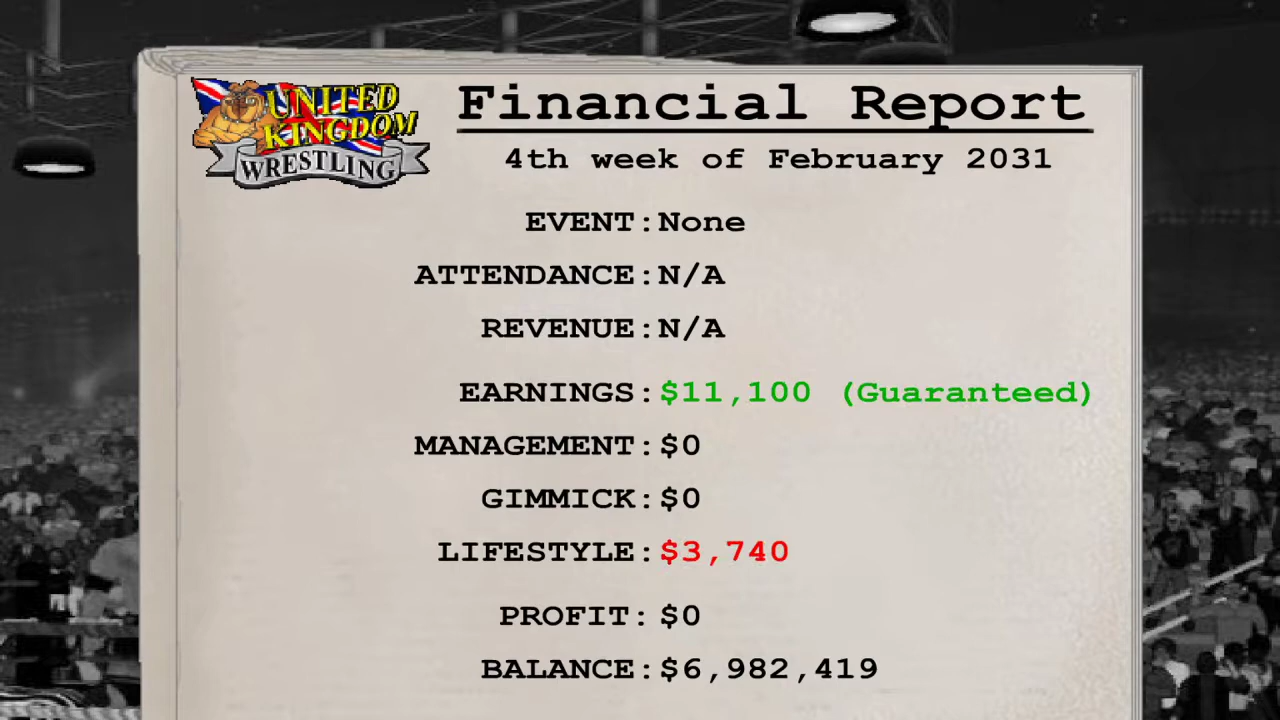 UNITED
KINGDOM
WRESTLING
Financial Report
4th week of February 2031
EVENT: None
ATTENDANCE: N/A
REVENUE: N/A
EARNINGS: $11,100 (Guaranteed)
MANAGEMENT: $0
GIMMICK: $0
LIFESTYLE: $3,740
PROFIT: $0
BALANCE: $6,982,419